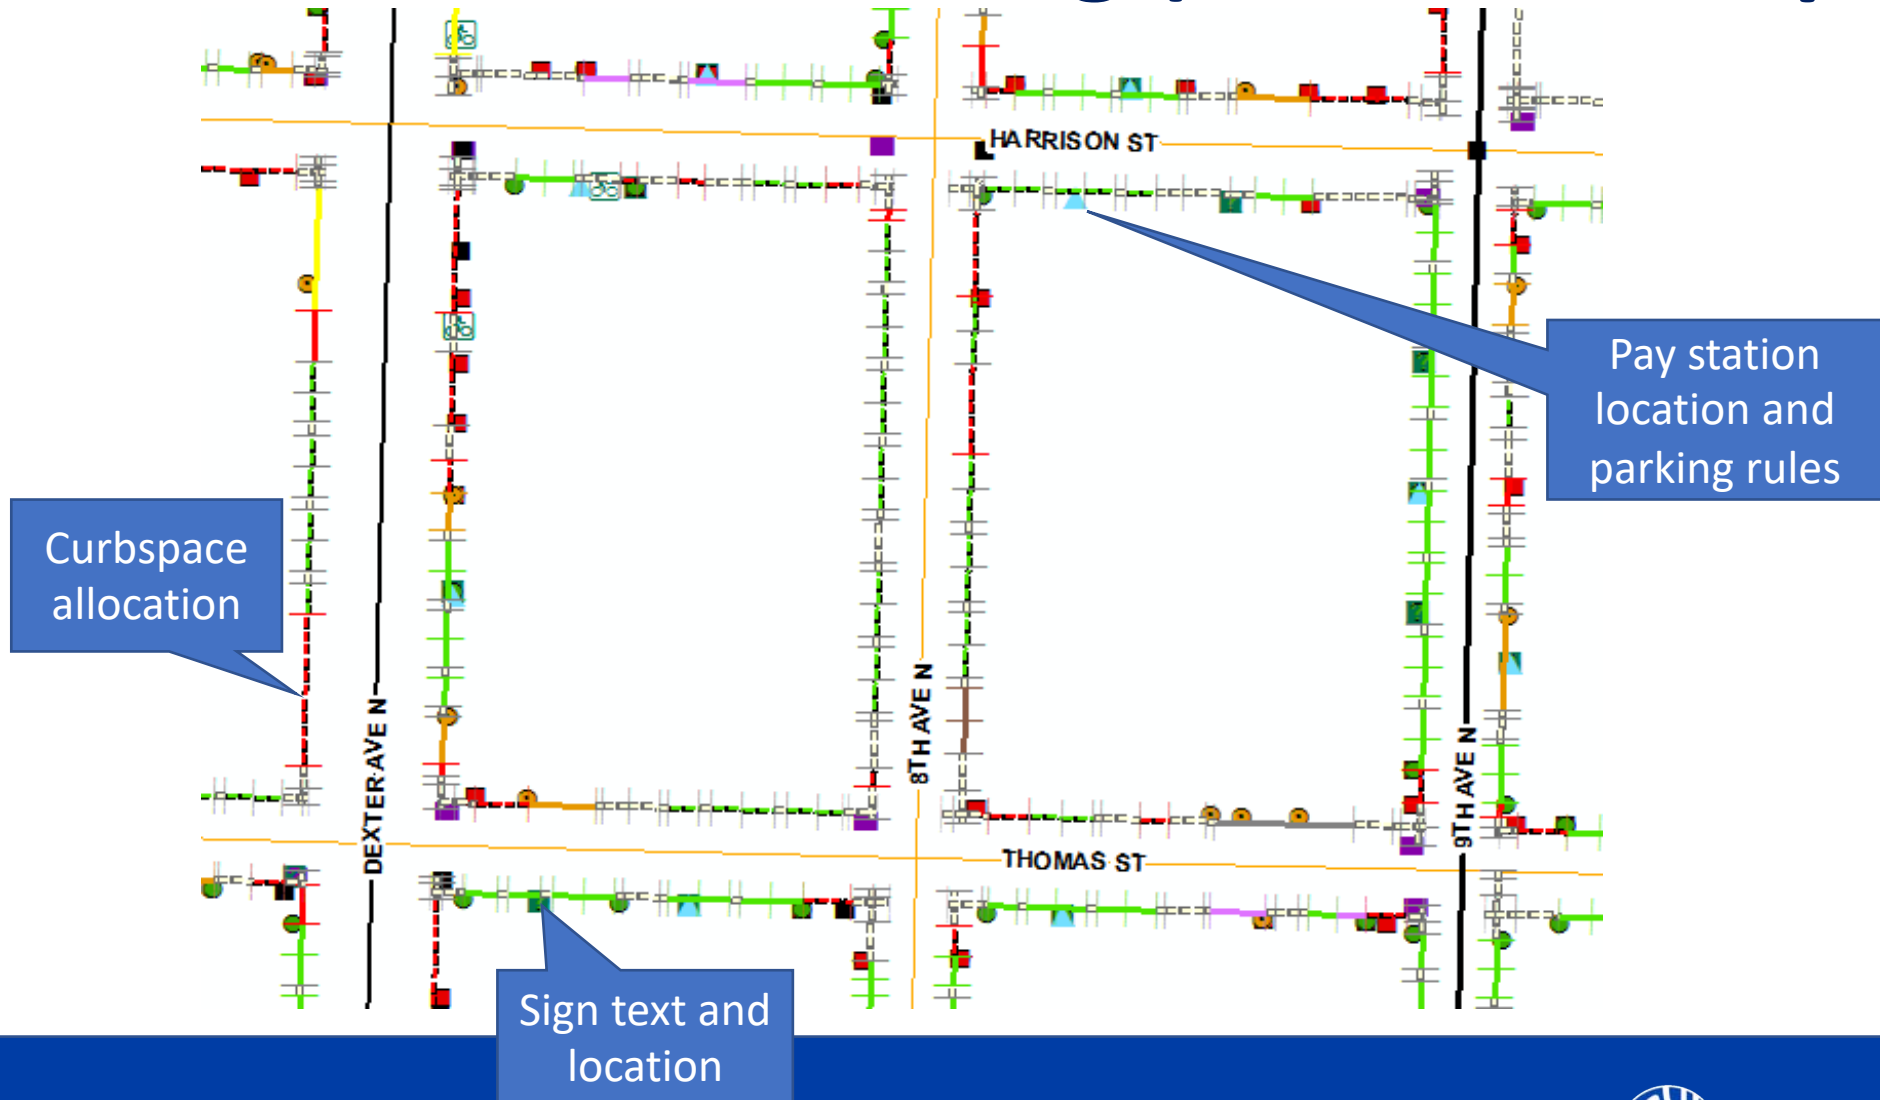 HARRISON ST
Pay station
location and
parking rules
Curbspace
allocation
DEXTER AVE N
8TH AVE N
9TH AVE N
THOMAS ST
Sign text and
location